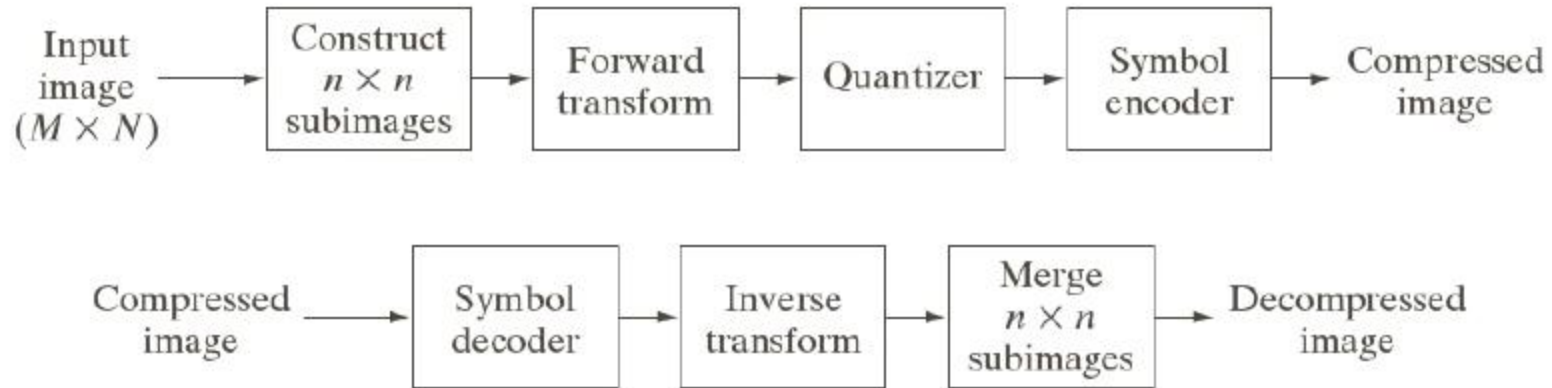 Input
image
(M × N)
Construct
n × n
subimages
Forward
transform
Quantizer
Symbol
encoder
Compressed
image
Compressed
image
Symbol
decoder
Inverse
transform
Merge
n × n
subimages
Decompressed
image